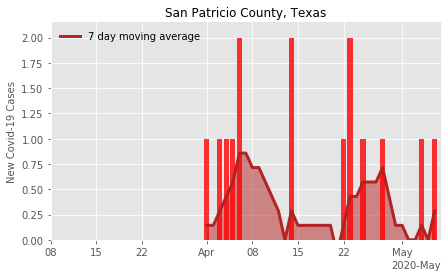 San Patricio County, Texas
7 day moving average
New Covid-19 Cases
2.00
1.75
1.50
1.25
1.00
0.75
0.50
0.25
0.00
08 15 22 Apr 08 15 22 May
2020-May